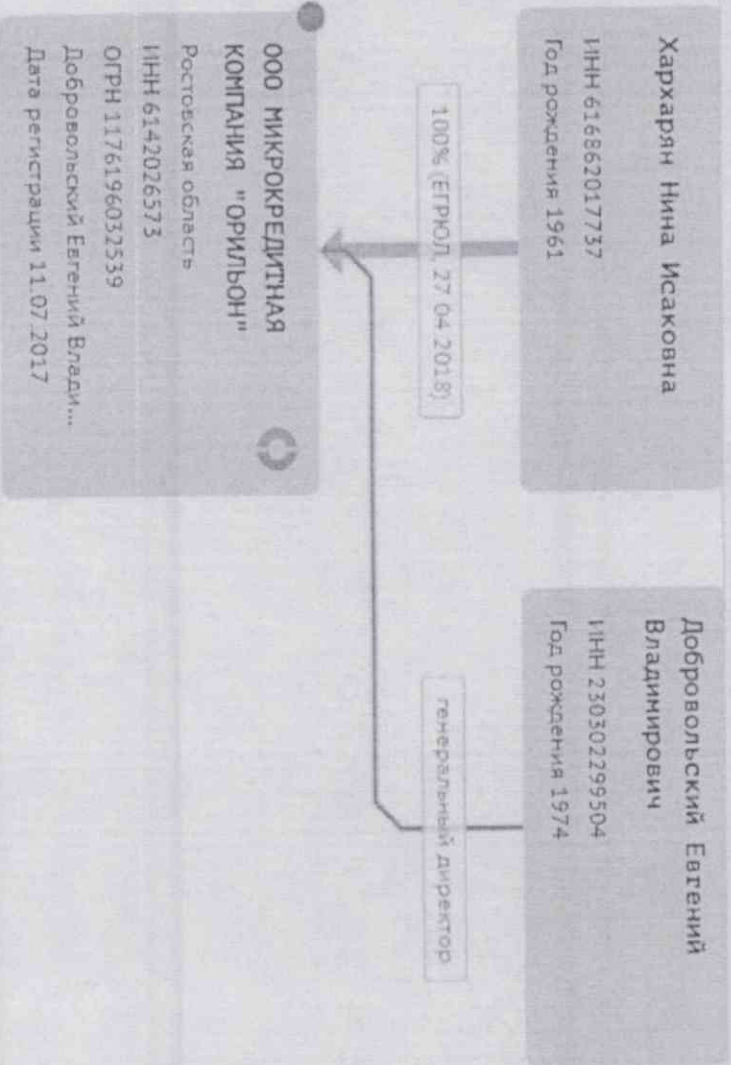 Хархарян Нина Исаковна
ИНН 616862017737
Год рождения 1961
Добровольский Евгений
Владимирович
ИНН 230302299504
Год рождения 1974
100% (ЕГРЮЛ, 27.04.2018)
генеральный директор
ООО МИКРОКРЕДИТНАЯ
КОМПАНИЯ "ОРИЛЬОН"
Ростовская область
ИНН 6142026573
ОГРН 1176196032539
Добровольский Евгений Влади...
Дата регистрации 11.07.2017